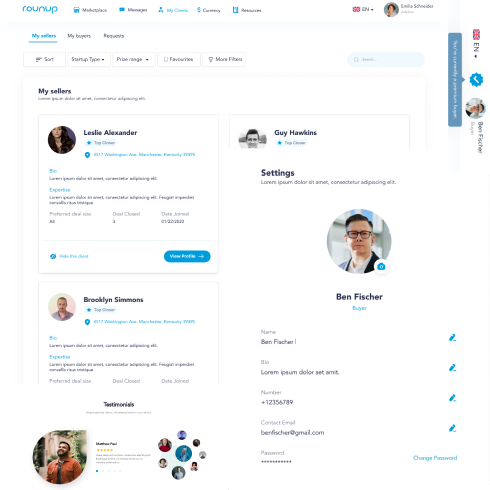 rounup
Marketplace
Messages
My Clients
Currency
Resources
EN
Emilia Schneider
My sellers
My buyers
Requests
Sort
Startup Type
Price range
Favourites
More Filters
My sellers
Lorem ipsum dolor sit amet, consectetur adipiscing elit.
Leslie Alexander
Top Closer
4517 Washington Ave. Manchester, Kentucky 39495
Bio
Lorem ipsum dolor sit amet, consectetur adipiscing elit.
Expertise
Lorem ipsum dolor sit amet, consectetur adipiscing elit. Feugiat imperdiet
convallis risus tristique
Preferred deal size
Deal Closed
Date Joined
All
3
01/22/2020
Hide this client
View Profile
Guy Hawkins
Top Closer
Brooklyn Simmons
Top Closer
4517 Washington Ave. Manchester, Kentucky 39495
Bio
Lorem ipsum dolor sit amet, consectetur adipiscing elit.
Expertise
Lorem ipsum dolor sit amet, consectetur adipiscing elit. Feugiat imperdiet
convallis risus tristique
Preferred deal size
Deal Closed
Date Joined
Testimonials
Matthew Paul
You're currently a premium buyer
EN
Ben Fischer
Buyer
Settings
Lorem ipsum dolor sit amet, consectetur adipiscing elit.
Ben Fischer
Buyer
Name
Ben Fischer
Bio
Lorem ipsum dolor set amit.
Number
+12356789
Contact Email
benfischer@gmail.com
Password
************
Change Password